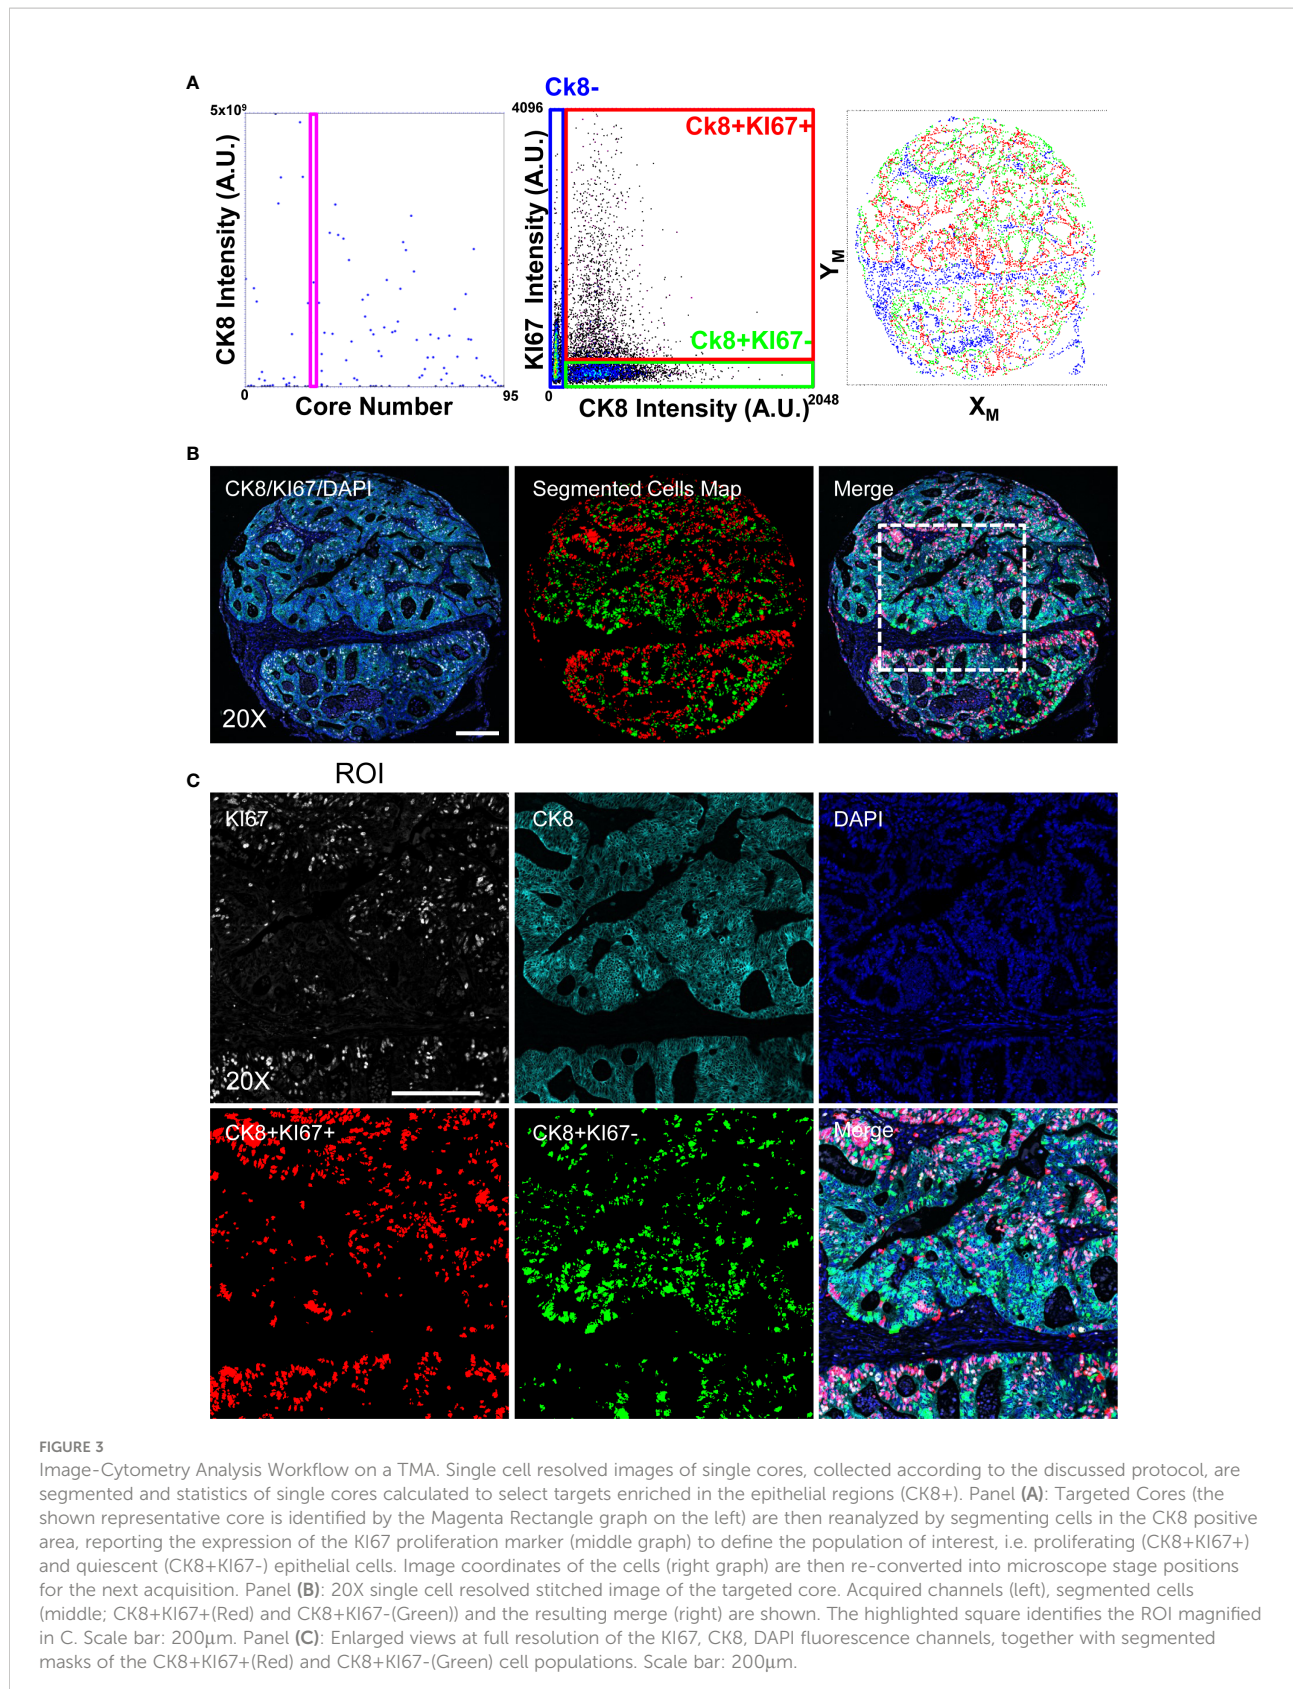 A
Ck8-
5x10⁹
CK8 Intensity (A.U.)
0
Core Number
95
4096
KI67 Intensity (A.U.)
Ck8+KI67+
Ck8+KI67-
0
CK8 Intensity (A.U.)
2048
Y_M
X_M
B
CK8/KI67/DAPI
20X
Segmented Cells Map
Merge
C
ROI
KI67
20X
CK8
DAPI
CK8+KI67+
CK8+KI67-
Merge
FIGURE 3
Image-Cytometry Analysis Workflow on a TMA. Single cell resolved images of single cores, collected according to the discussed protocol, are
segmented and statistics of single cores calculated to select targets enriched in the epithelial regions (CK8+). Panel (A): Targeted Cores (the
shown representative core is identified by the Magenta Rectangle graph on the left) are then reanalyzed by segmenting cells in the CK8 positive
area, reporting the expression of the KI67 proliferation marker (middle graph) to define the population of interest, i.e. proliferating (CK8+KI67+)
and quiescent (CK8+KI67-) epithelial cells. Image coordinates of the cells (right graph) are then re-converted into microscope stage positions
for the next acquisition. Panel (B): 20X single cell resolved stitched image of the targeted core. Acquired channels (left), segmented cells
(middle; CK8+KI67+(Red) and CK8+KI67-(Green)) and the resulting merge (right) are shown. The highlighted square identifies the ROI magnified
in C. Scale bar: 200μm. Panel (C): Enlarged views at full resolution of the KI67, CK8, DAPI fluorescence channels, together with segmented
masks of the CK8+KI67+(Red) and CK8+KI67-(Green) cell populations. Scale bar: 200μm.